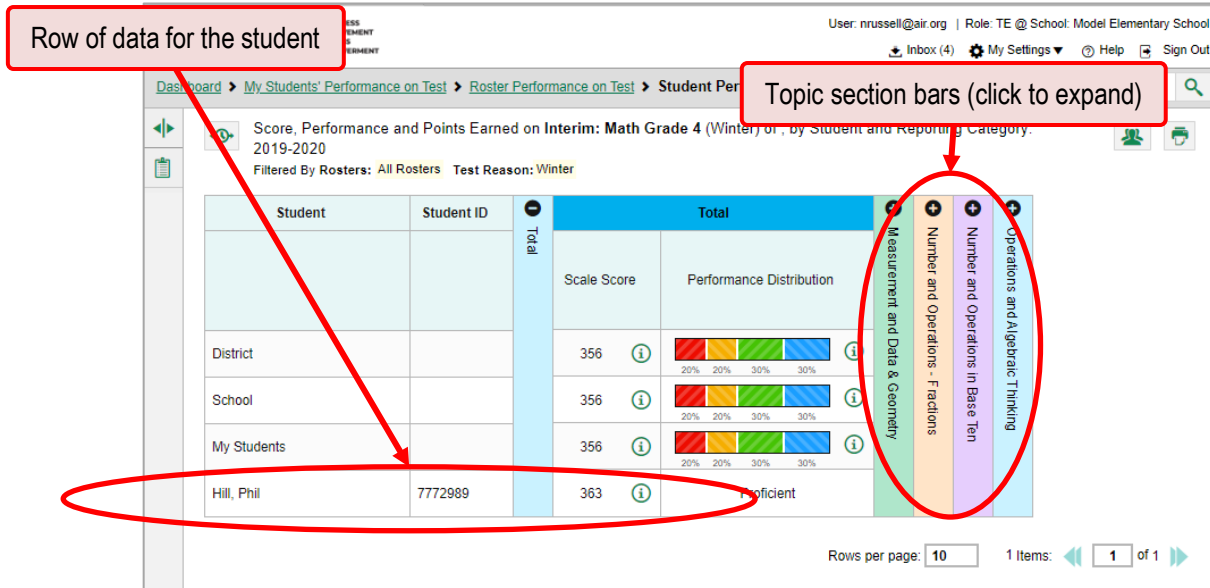 Row of data for the student
User: nrussell@air.org | Role: TE @ School: Model Elementary School
Inbox (4) My Settings Help Sign Out
Dashboard > My Students' Performance on Test > Roster Performance on Test > Student Per
Topic section bars (click to expand)
Score, Performance and Points Earned on Interim: Math Grade 4 (Winter) of , by Student and Reporting Category:
2019-2020
Filtered By Rosters: All Rosters Test Reason: Winter
Student Student ID Total Total
Scale Score Performance Distribution
Measurement and Data & Geometry
Number and Operations - Fractions
Number and Operations in Base Ten
Operations and Algebraic Thinking
District 356
20% 20% 30% 30%
School 356
20% 20% 30% 30%
My Students 356
20% 20% 30% 30%
Hill, Phil 7772989 363 Proficient
Rows per page: 10 1 Items: 1 of 1